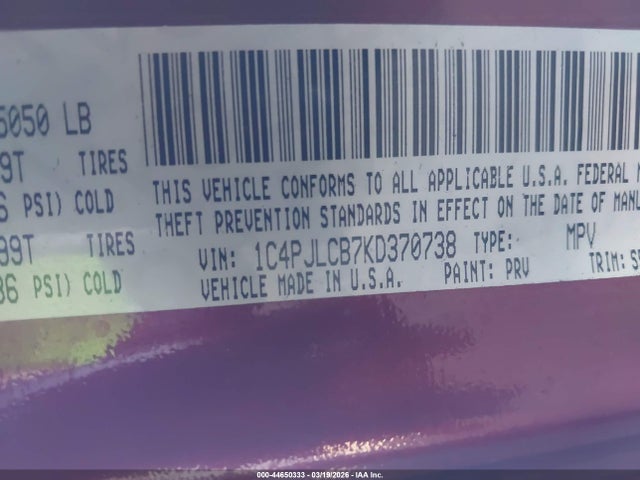 5050 LB
9T TIRES
6 PSI) COLD
99T TIRES
36 PSI) COLD
THIS VEHICLE CONFORMS TO ALL APPLICABLE U.S.A. FEDERAL M
THEFT PREVENTION STANDARDS IN EFFECT ON THE DATE OF MANU
VIN: 1C4PJLCB7KD370738 TYPE: MPV
VEHICLE MADE IN U.S.A. PAINT: PRV TRIM: S
000-44650333 - 03/19/2026 - IAA Inc.